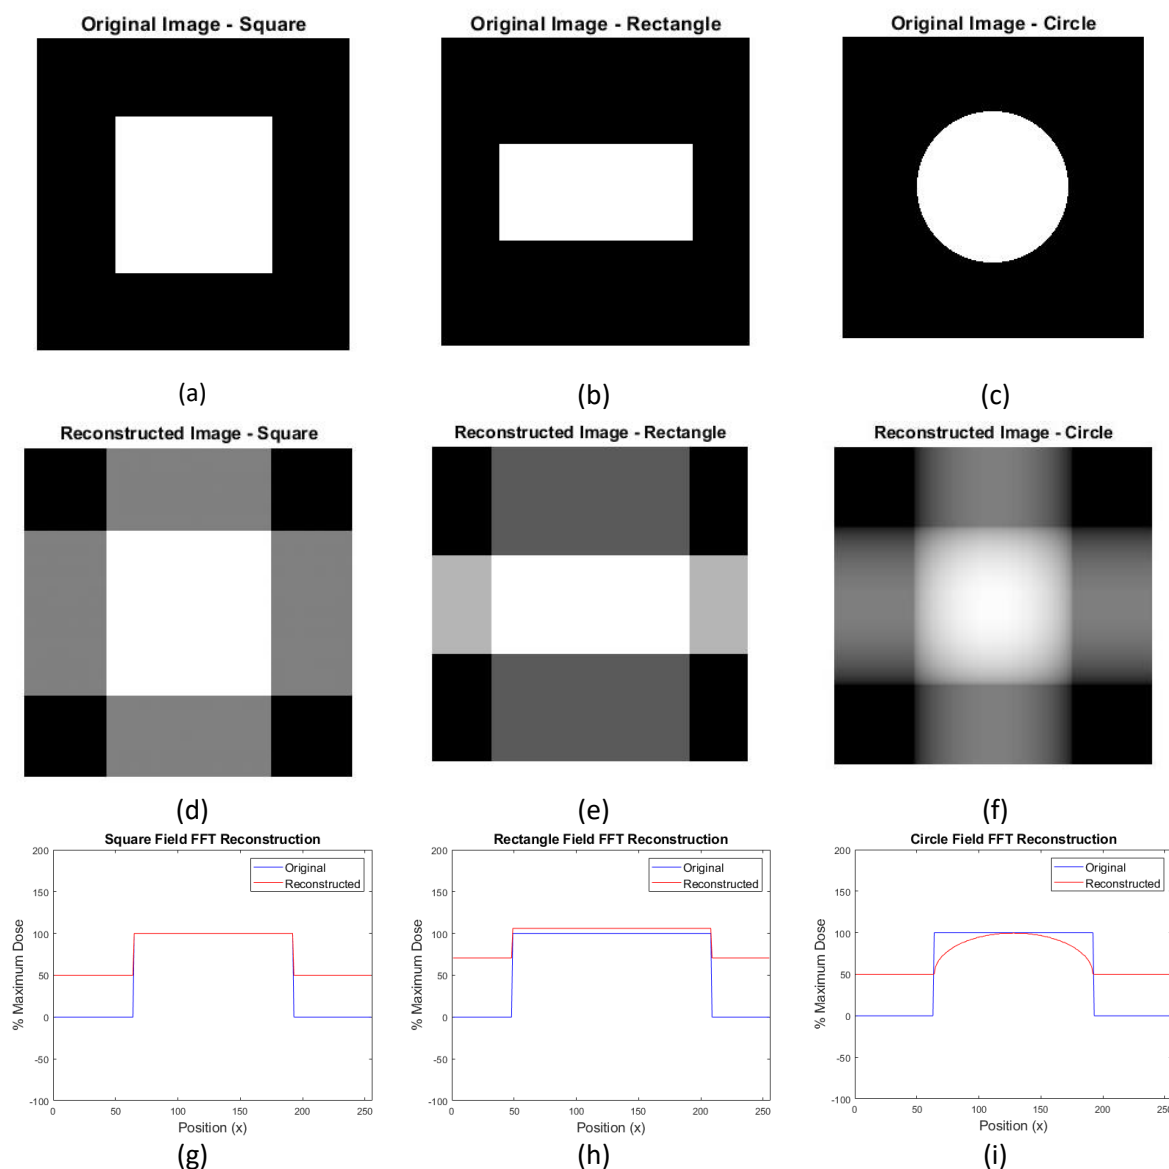 Original Image - Square
Original Image - Rectangle
Original Image - Circle
(a)
(b)
(c)
Reconstructed Image - Square
Reconstructed Image - Rectangle
Reconstructed Image - Circle
(d)
(e)
(f)
Square Field FFT Reconstruction
200
150
100
50
0
-50
-100
% Maximum Dose
Original
Reconstructed
0 50 100 150 200 250
Position (x)
(g)
Rectangle Field FFT Reconstruction
200
150
100
50
0
-50
-100
% Maximum Dose
Original
Reconstructed
0 50 100 150 200 250
Position (x)
(h)
Circle Field FFT Reconstruction
200
150
100
50
0
-50
-100
% Maximum Dose
Original
Reconstructed
0 50 100 150 200 250
Position (x)
(i)